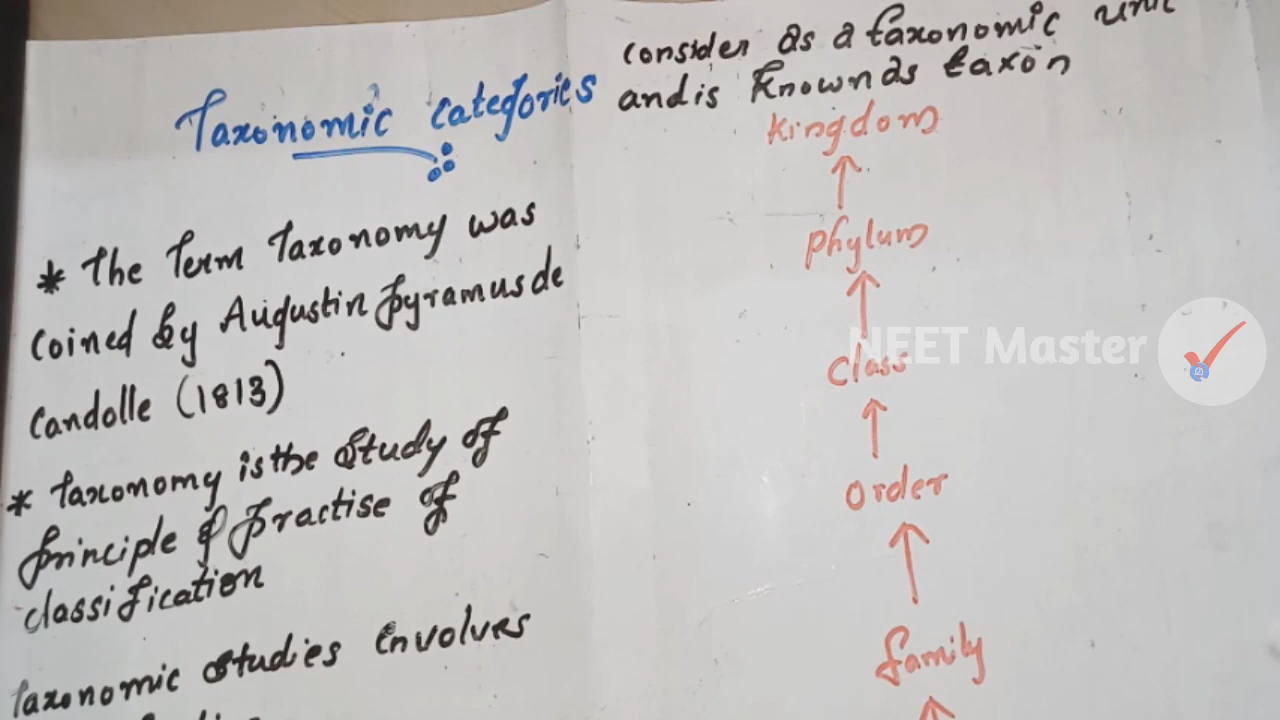 Taxonomic categories :
* The Term Taxonomy was
coined by Augustin pyramus de
candolle (1813)
* Taxonomy is the study of
principle & practise of
classification
Taxonomic studies involves
consider as a taxonomic unit
and is known as taxon
Kingdom
↑
phylum
↑
class
↑
order
↑
family
↑
NEET Master